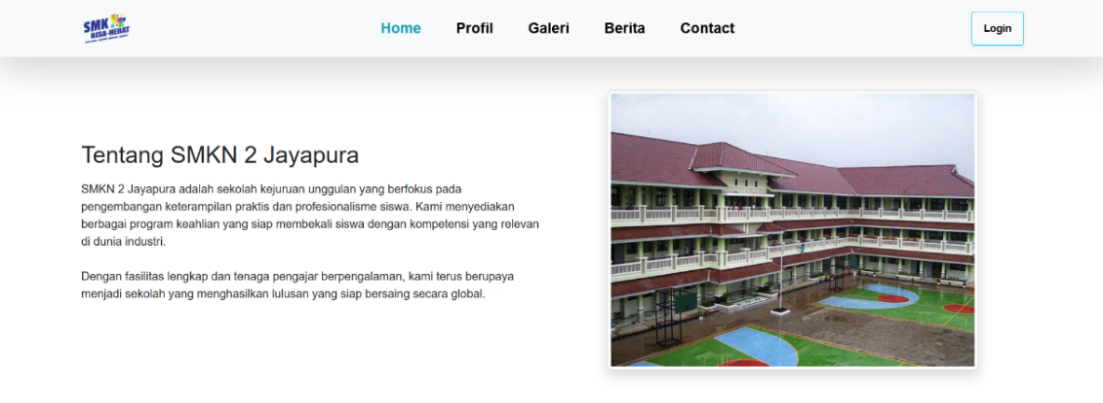 SMK
BISA-HEBAT
Home
Profil
Galeri
Berita
Contact
Login
Tentang SMKN 2 Jayapura
SMKN 2 Jayapura adalah sekolah kejuruan unggulan yang berfokus pada
pengembangan keterampilan praktis dan profesionalisme siswa. Kami menyediakan
berbagai program keahlian yang siap membekali siswa dengan kompetensi yang relevan
di dunia industri.
Dengan fasilitas lengkap dan tenaga pengajar berpengalaman, kami terus berupaya
menjadi sekolah yang menghasilkan lulusan yang siap bersaing secara global.